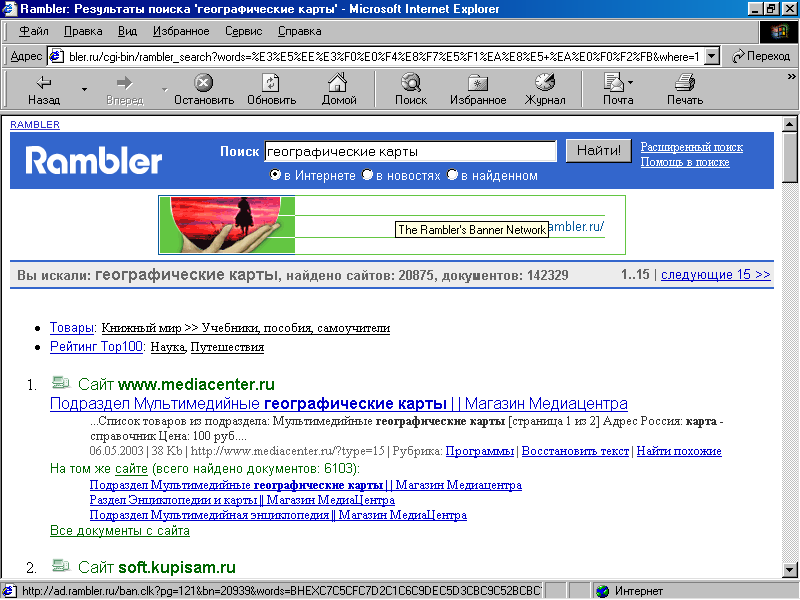 Rambler: Результаты поиска 'географические карты' - Microsoft Internet Explorer
Файл Правка Вид Избранное Сервис Справка
Адрес bler.ru/cgi-bin/rambler_search?words=%E3%E5%EE%E3%F0%E0%F4%E8%F7%E5%F1%EA%E8%E5+%EA%E0%F0%F2%FB&where=1 Переход
Назад Вперед Остановить Обновить Домой Поиск Избранное Журнал Почта Печать »
RAMBLER
Rambler Поиск географические карты Найти! Расширенный поиск
Помощь в поиске
в Интернете в новостях в найденном
The Rambler's Banner Network ambler.ru/
Вы искали: географические карты, найдено сайтов: 20875, документов: 142329 1..15 | следующие 15 >>
Товары: Книжный мир >> Учебники, пособия, самоучители
Рейтинг Top100: Наука, Путешествия
1. Сайт www.mediacenter.ru
Подраздел Мультимедийные географические карты | | Магазин Медиацентра
...Список товаров из подраздела: Мультимедийные географические карты [страница 1 из 2] Адрес Россия: карта -
справочник Цена: 100 руб....
06.05.2003 | 38 Kb | http://www.mediacenter.ru/?type=15 | Рубрика: Программы | Восстановить текст | Найти похожие
На том же сайте (всего найдено документов: 6103):
Подраздел Мультимедийные географические карты | | Магазин Медиацентра
Раздел Энциклопедии и карты || Магазин МедиаЦентра
Подраздел Мультимедийная энциклопедия || Магазин МедиаЦентра
Все документы с сайта
2. Сайт soft.kupisam.ru
http://ad.rambler.ru/ban.clk?pg=121&bn=20939&words=BHEXC7C5CFC7D2C1C6C9DEC5D3CBC9C52BCBC Интернет